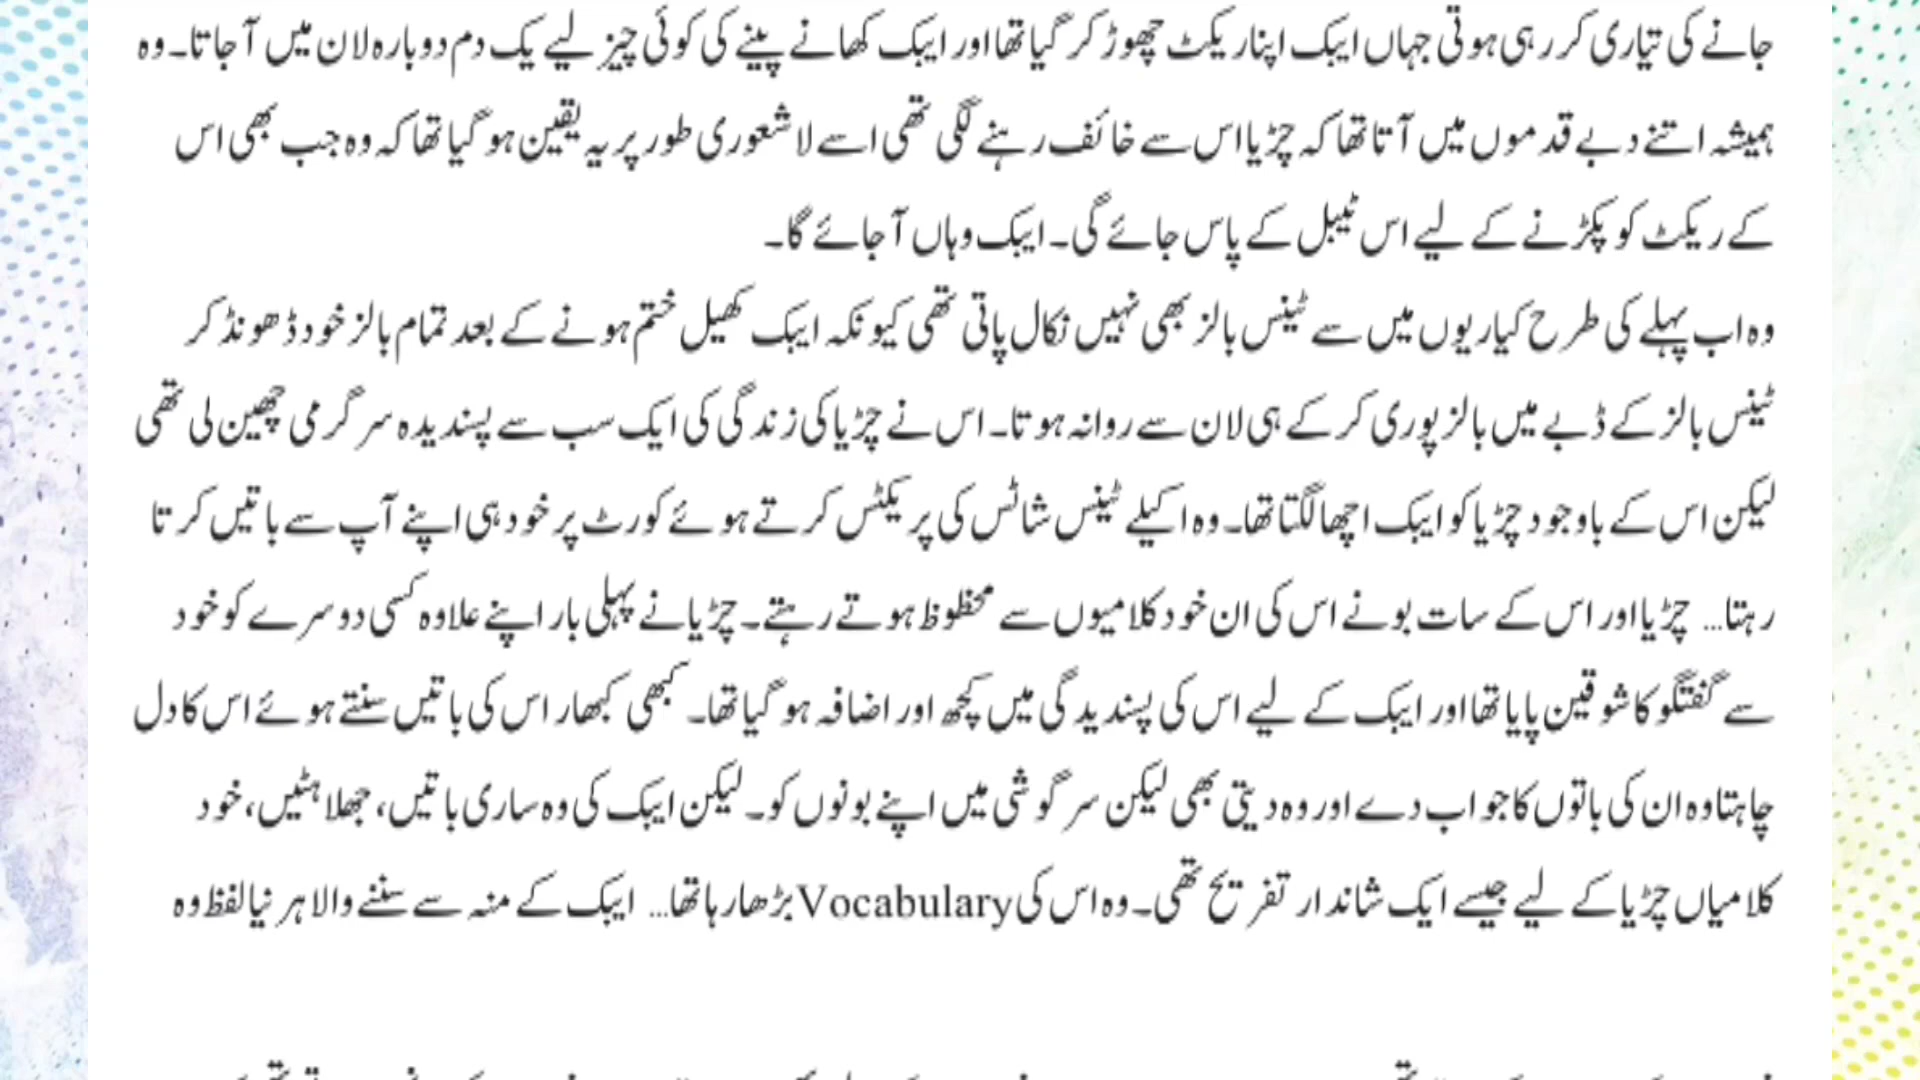 جانے کی تیاری کر رہی ہوتی جہاں ایبک اپنا ریکٹ چھوڑ کر گیا تھا اور ایبک کھانے پینے کی کوئی چیز لیے یک دم دوبارہ لان میں آ جاتا۔ وہ
ہمیشہ اتنے دبے قدموں میں آتا تھا کہ چڑیا اس سے خائف رہنے لگی تھی اسے لاشعوری طور پر یہ یقین ہو گیا تھا کہ وہ جب بھی اس
کے ریکٹ کو پکڑنے کے لیے اس ٹیبل کے پاس جائے گی۔ ایبک وہاں آ جائے گا۔
وہ اب پہلے کی طرح کیاریوں میں سے ٹینس بالز بھی نہیں نکال پاتی تھی کیونکہ ایبک کھیل ختم ہونے کے بعد تمام بالز خود ڈھونڈ کر
ٹینس بالز کے ڈبے میں بالز پوری کر کے ہی لان سے روانہ ہوتا۔ اس نے چڑیا کی زندگی کی ایک سب سے پسندیدہ سرگرمی چھین لی تھی
لیکن اس کے باوجود چڑیا کو ایبک اچھا لگتا تھا۔ وہ اکیلے ٹینس شاٹس کی پریکٹس کرتے ہوئے کورٹ پر خود ہی اپنے آپ سے باتیں کرتا
رہتا... چڑیا اور اس کے سات بونے اس کی ان خود کلامیوں سے محظوظ ہوتے رہتے۔ چڑیا نے پہلی بار اپنے علاوہ کسی دوسرے کو خود
سے گفتگو کا شوقین پایا تھا اور ایبک کے لیے اس کی پسندیدگی میں کچھ اور اضافہ ہو گیا تھا۔ کبھی کبھار اس کی باتیں سنتے ہوئے اس کا دل
چاہتا وہ ان کی باتوں کا جواب دے اور وہ دیتی بھی لیکن سرگوشی میں اپنے بونوں کو۔ لیکن ایبک کی وہ ساری باتیں، جھلاہٹیں، خود
کلامیاں چڑیا کے لیے جیسے ایک شاندار تفریح تھی۔ وہ اس کی Vocabulary بڑھا رہا تھا... ایبک کے منہ سے سننے والا ہر نیا لفظ وہ